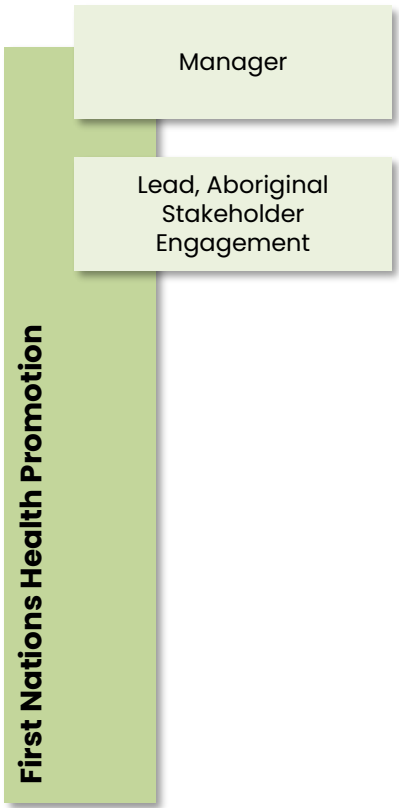 Manager
Lead, Aboriginal
Stakeholder
Engagement
First Nations Health Promotion